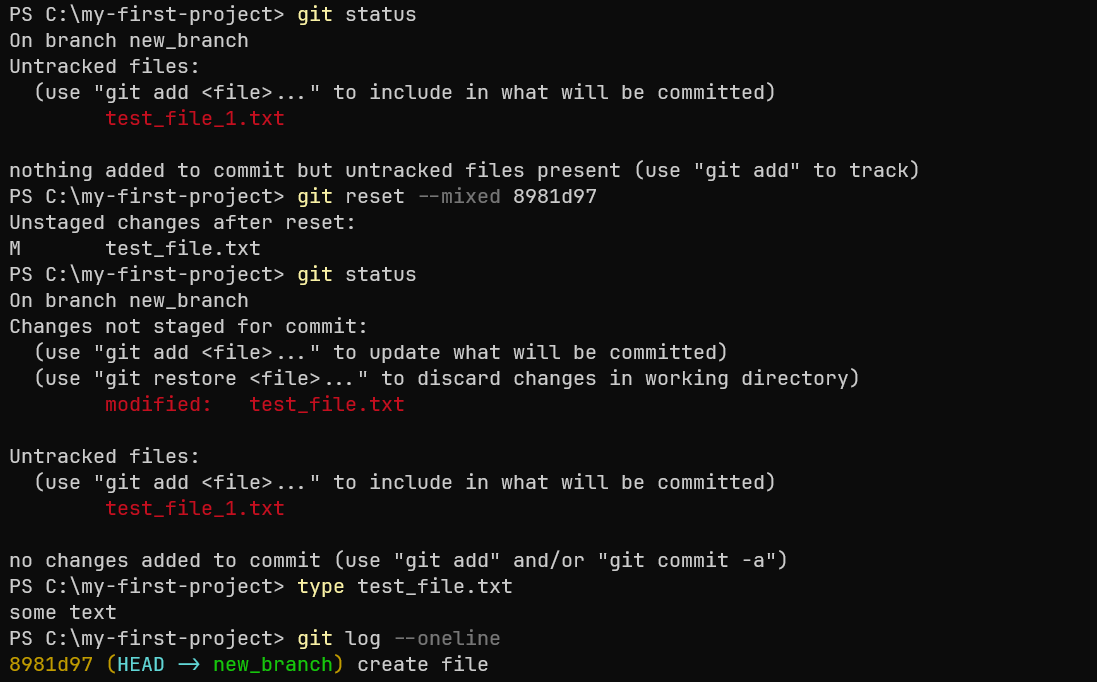 PS C:\my-first-project> git status
On branch new_branch
Untracked files:
  (use "git add <file>..." to include in what will be committed)
        test_file_1.txt

nothing added to commit but untracked files present (use "git add" to track)
PS C:\my-first-project> git reset --mixed 8981d97
Unstaged changes after reset:
M       test_file.txt
PS C:\my-first-project> git status
On branch new_branch
Changes not staged for commit:
  (use "git add <file>..." to update what will be committed)
  (use "git restore <file>..." to discard changes in working directory)
        modified:   test_file.txt

Untracked files:
  (use "git add <file>..." to include in what will be committed)
        test_file_1.txt

no changes added to commit (use "git add" and/or "git commit -a")
PS C:\my-first-project> type test_file.txt
some text
PS C:\my-first-project> git log --oneline
8981d97 (HEAD -> new_branch) create file